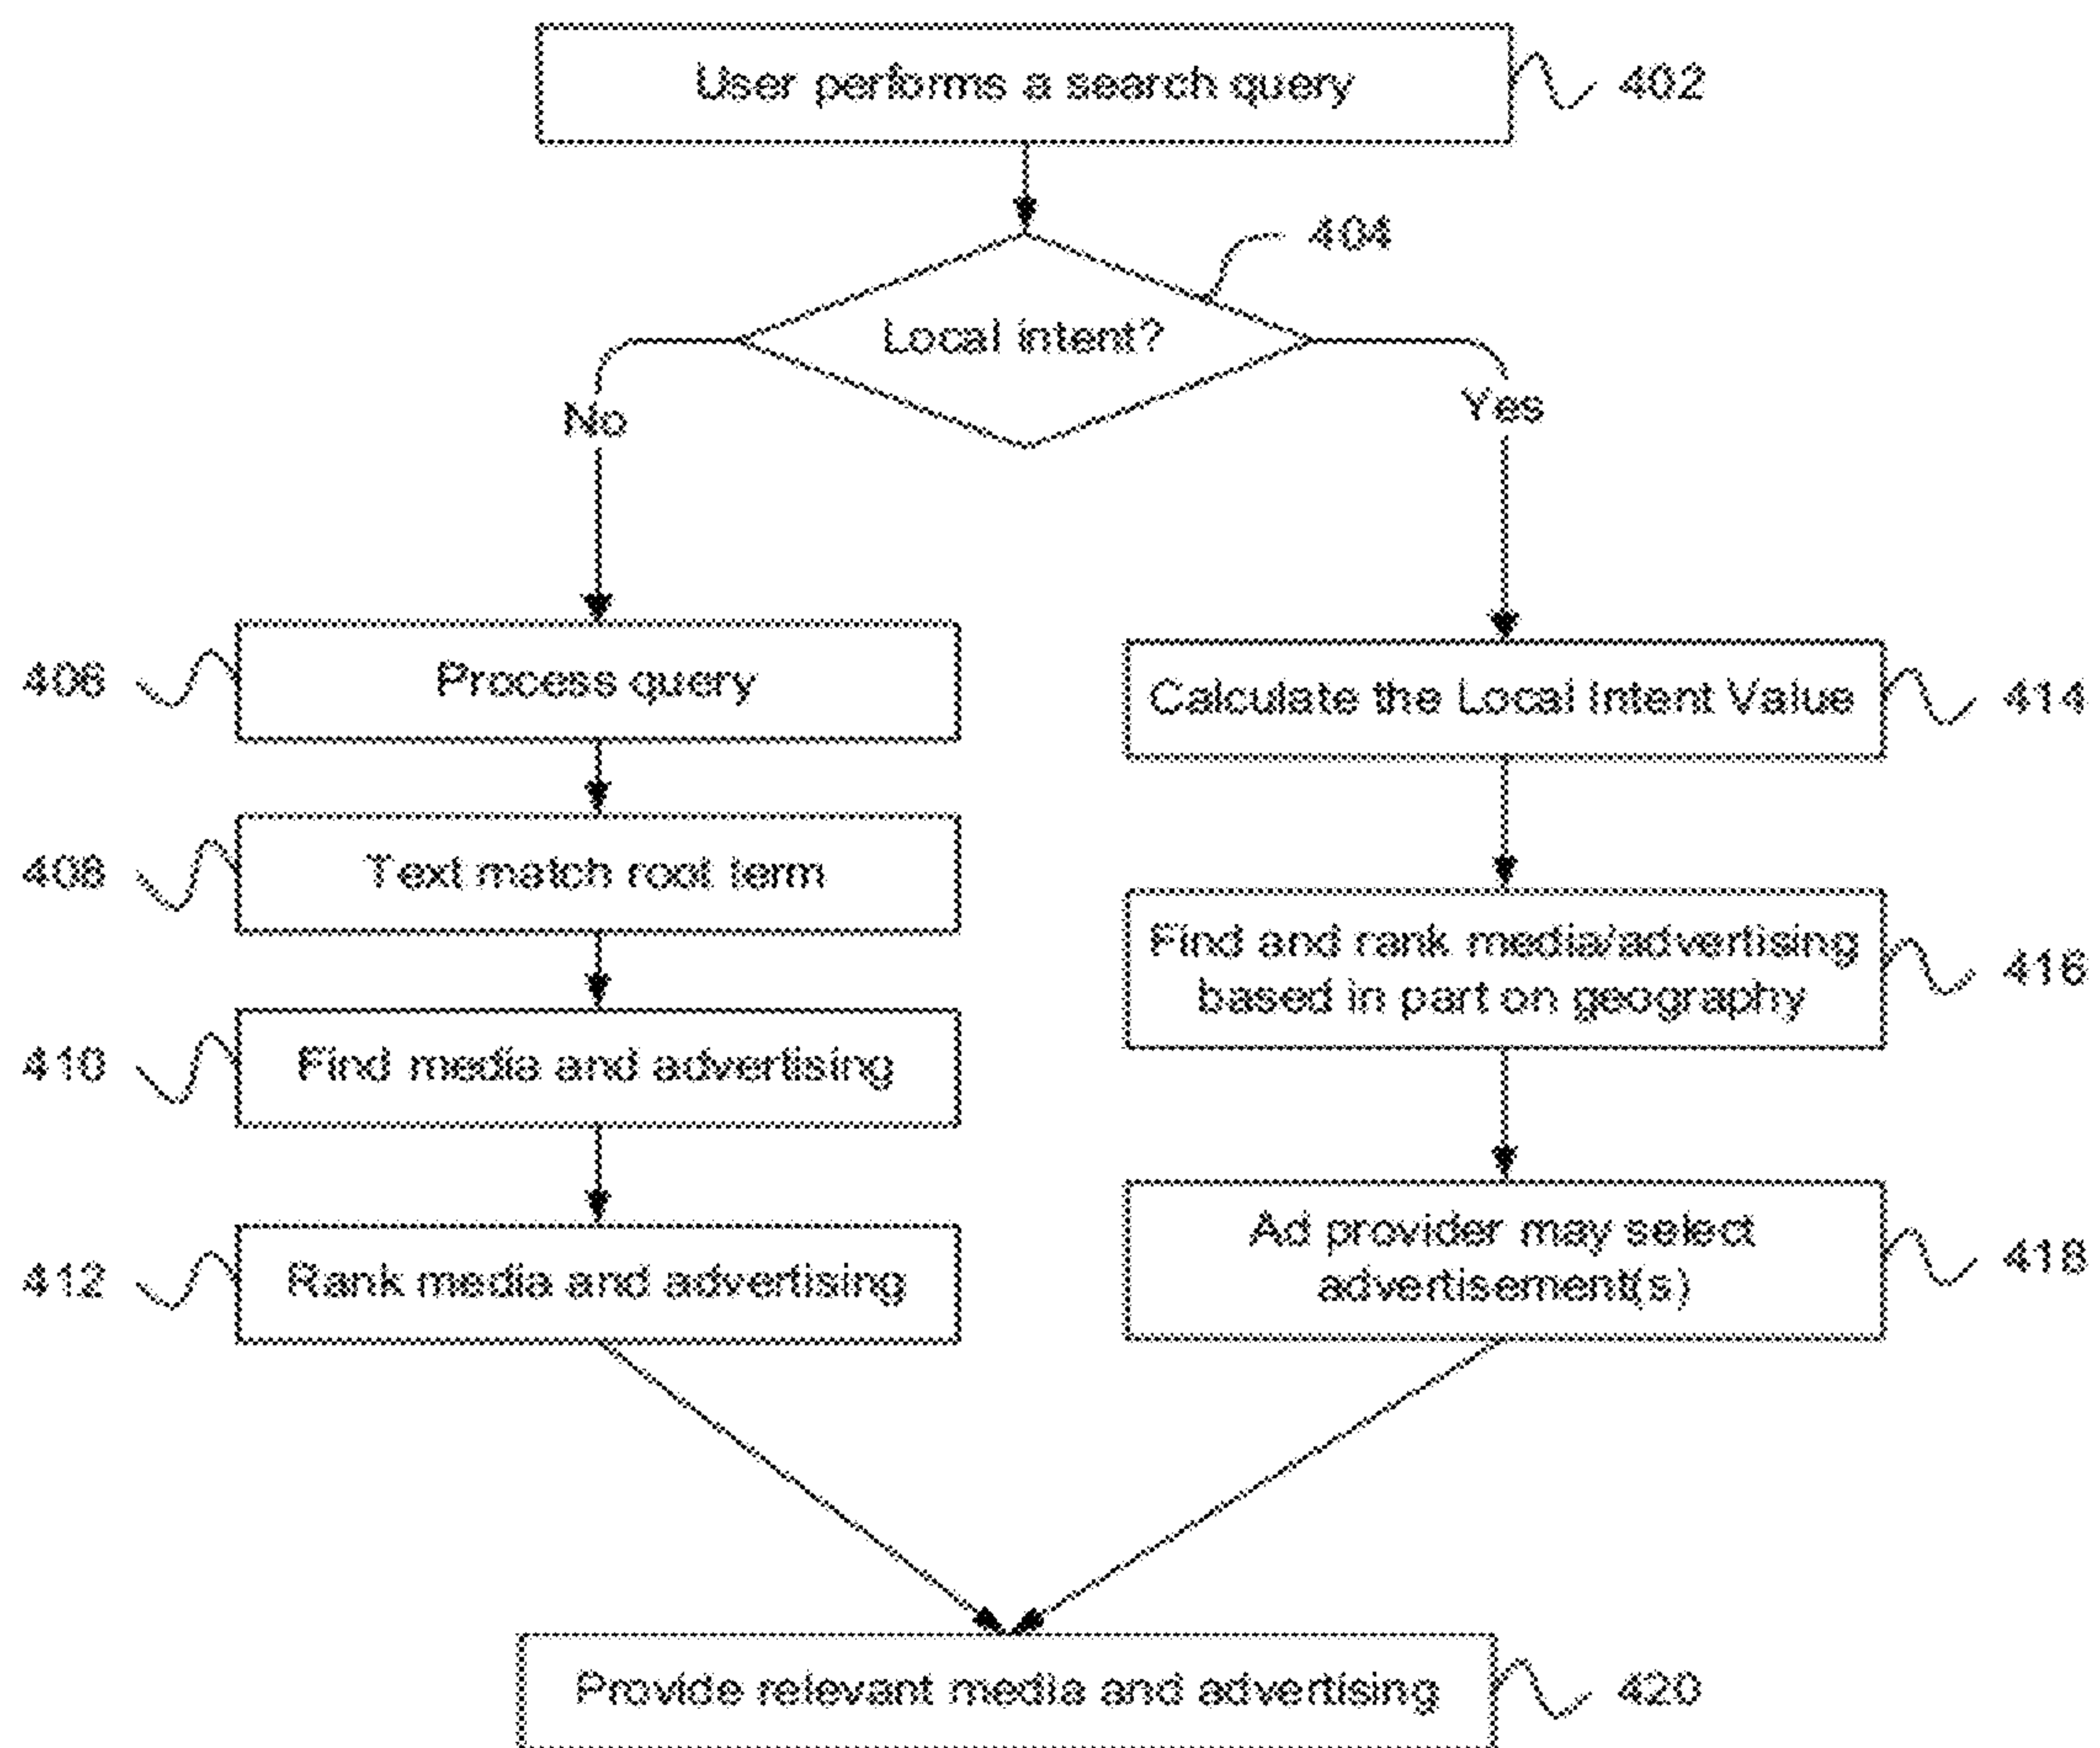 User performs a search query
402
404
Local intent?
No
Yes
406
Process query
Calculate the Local Intent Value
414
408
Text match root term
Find and rank media/advertising
based in part on geography
416
410
Find media and advertising
Ad provider may select
advertisement(s)
418
412
Rank media and advertising
Provide relevant media and advertising
420